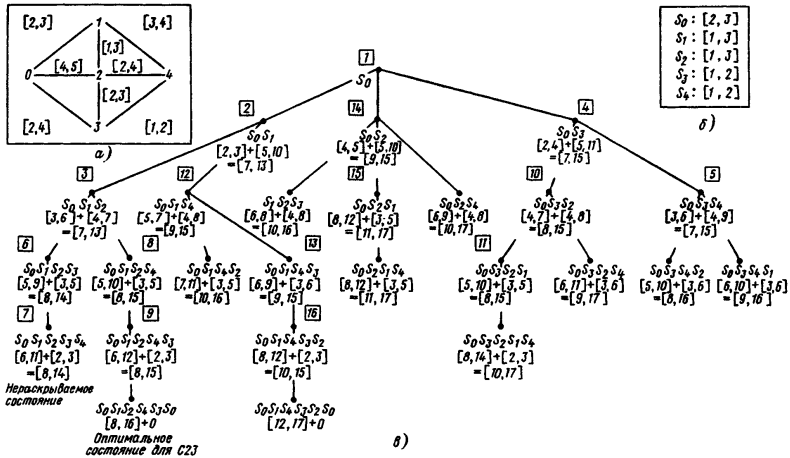 [2,3]
1
[3,4]
[1,3]
0
[4,5]
2
[2,4]
4
[2,3]
[2,4]
3
[1,2]
а)
S0 : [2, 3]
S1 : [1, 3]
S2 : [1, 3]
S3 : [1, 2]
S4 : [1, 2]
б)
1
S0
2
S0S1
[2,3]+[5,10]
=[7,13]
14
S0S2
[4,5]+[5,10]
=[9,15]
4
S0S3
[2,4]+[5,11]
=[7,15]
3
S0S1S2
[3,6]+[4,7]
=[7,13]
12
S0S1S4
[5,7]+[4,8]
=[9,15]
S1S2S3
[6,8]+[4,8]
=[10,16]
15
S0S2S1
[8,12]+[3,5]
=[11,17]
S0S2S4
[6,9]+[4,8]
=[10,17]
10
S0S3S2
[4,7]+[4,8]
=[8,15]
5
S0S3S4
[3,6]+[4,9]
=[7,15]
6
S0S1S2S3
[5,9]+[3,5]
=[8,14]
8
S0S1S2S4
[5,10]+[3,5]
=[8,15]
S0S1S4S2
[7,11]+[3,5]
=[10,16]
13
S0S1S4S3
[6,9]+[3,6]
=[9,15]
S0S2S1S4
[8,12]+[3,5]
=[11,17]
11
S0S3S2S1
[5,10]+[3,5]
=[8,15]
S0S3S2S4
[6,11]+[3,6]
=[9,17]
S0S3S4S2
[5,10]+[3,6]
=[8,16]
S0S3S4S1
[6,10]+[3,6]
=[9,16]
7
S0S1S2S3S4
[6,11]+[2,3]
=[8,14]
Нераскрываемое
состояние
9
S0S1S2S4S3
[6,12]+[2,3]
=[8,15]
S0S1S2S4S3S0
[8,16]+0
Оптимальное
состояние для С23
16
S0S1S4S3S2
[8,12]+[2,3]
=[10,15]
S0S1S4S3S2S0
[12,17]+0
S0S3S2S1S4
[8,14]+[2,3]
=[10,17]
в)